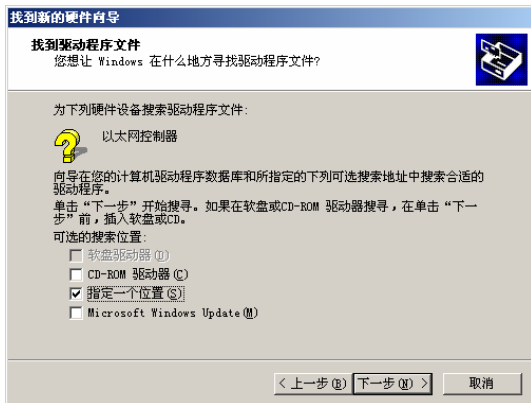 找到新的硬件向导
找到驱动程序文件
您想让 Windows 在什么地方寻找驱动程序文件?
为下列硬件设备搜索驱动程序文件:
以太网控制器
向导在您的计算机驱动程序数据库和所指定的下列可选搜索地址中搜索合适的
驱动程序。
单击“下一步”开始搜寻。如果在软盘或CD-ROM 驱动器搜寻，在单击“下一
步”前，插入软盘或CD。
可选的搜索位置:
软盘驱动器(D)
CD-ROM 驱动器(C)
指定一个位置(S)
Microsoft Windows Update(M)
< 上一步(B) 下一步(N) > 取消